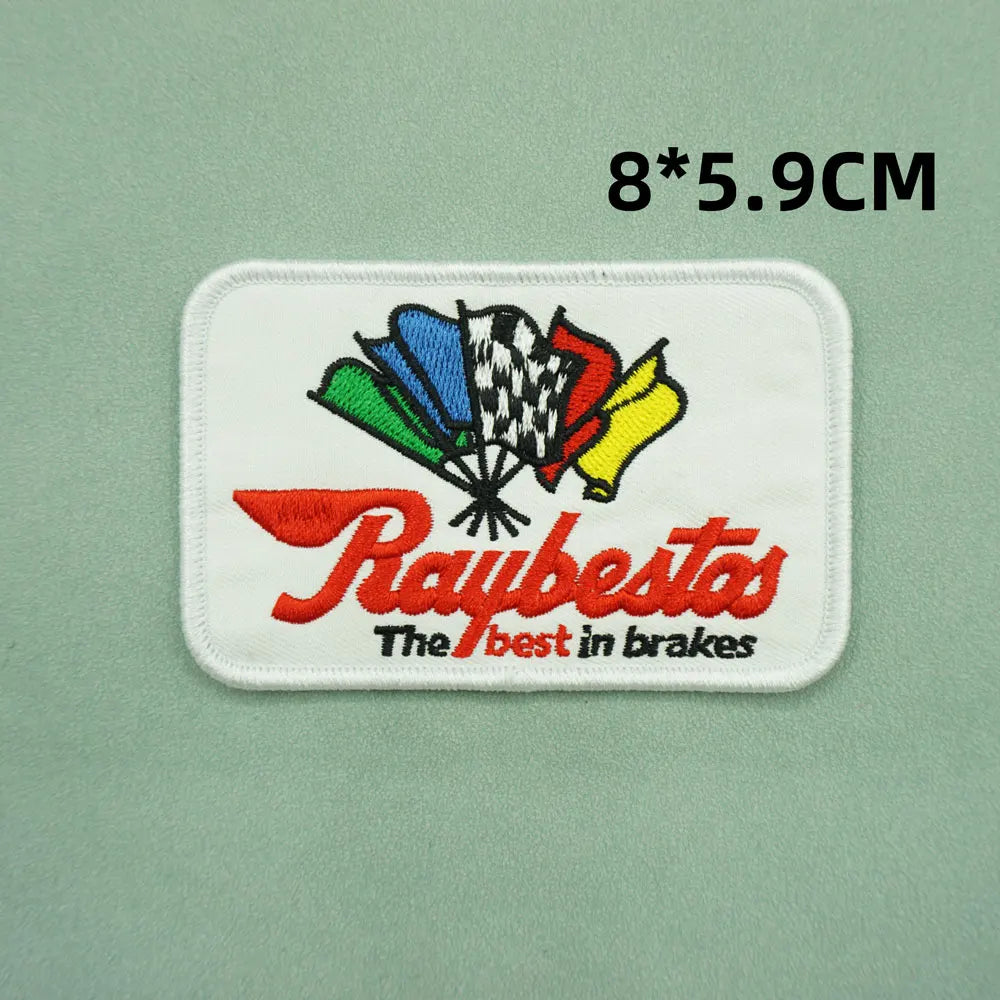 8*5.9CM
Raybestos
The best in brakes